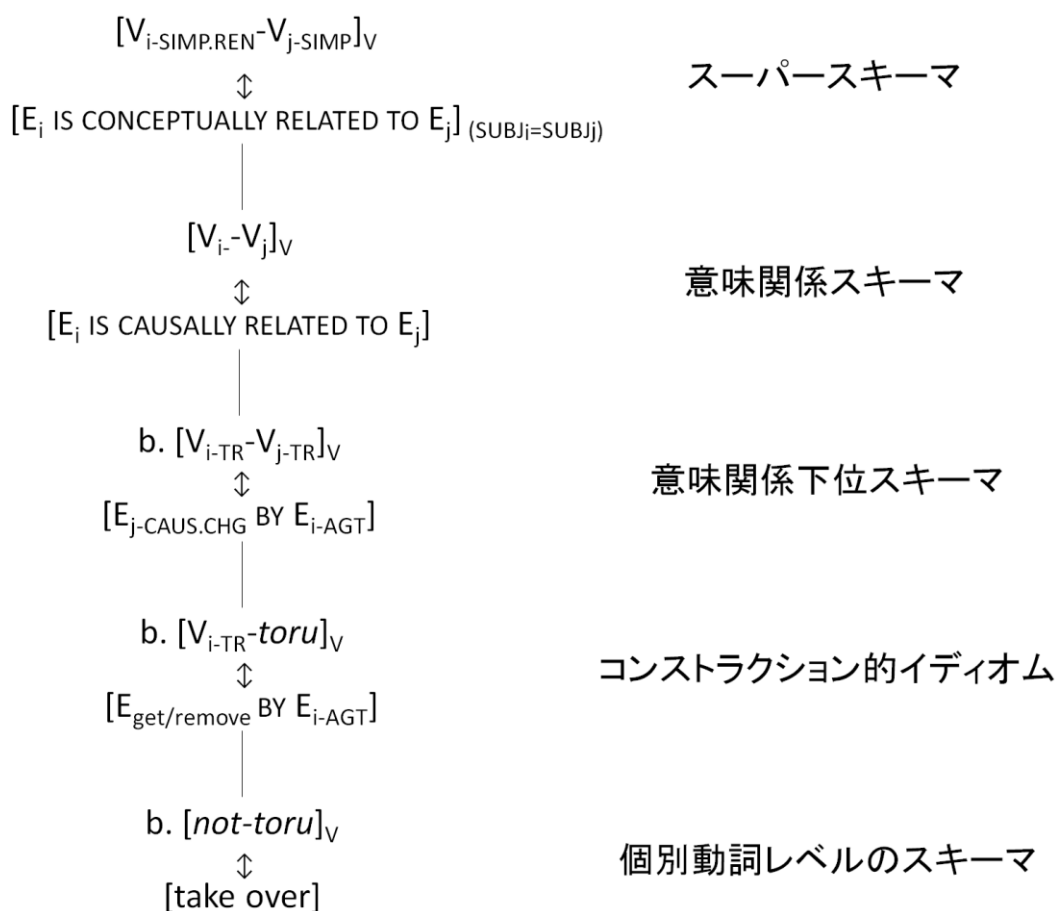 [Vi-SIMP.REN-Vj-SIMP]V
スーパースキーマ
↕
[Ei IS CONCEPTUALLY RELATED TO Ej] (SUBJi=SUBJj)
[Vi--Vj]V
意味関係スキーマ
↕
[Ei IS CAUSALLY RELATED TO Ej]
b. [Vi-TR-Vj-TR]V
意味関係下位スキーマ
↕
[Ej-CAUS.CHG BY Ei-AGT]
b. [Vi-TR-toru]V
コンストラクション的イディオム
↕
[Eget/remove BY Ei-AGT]
b. [not-toru]V
個別動詞レベルのスキーマ
↕
[take over]